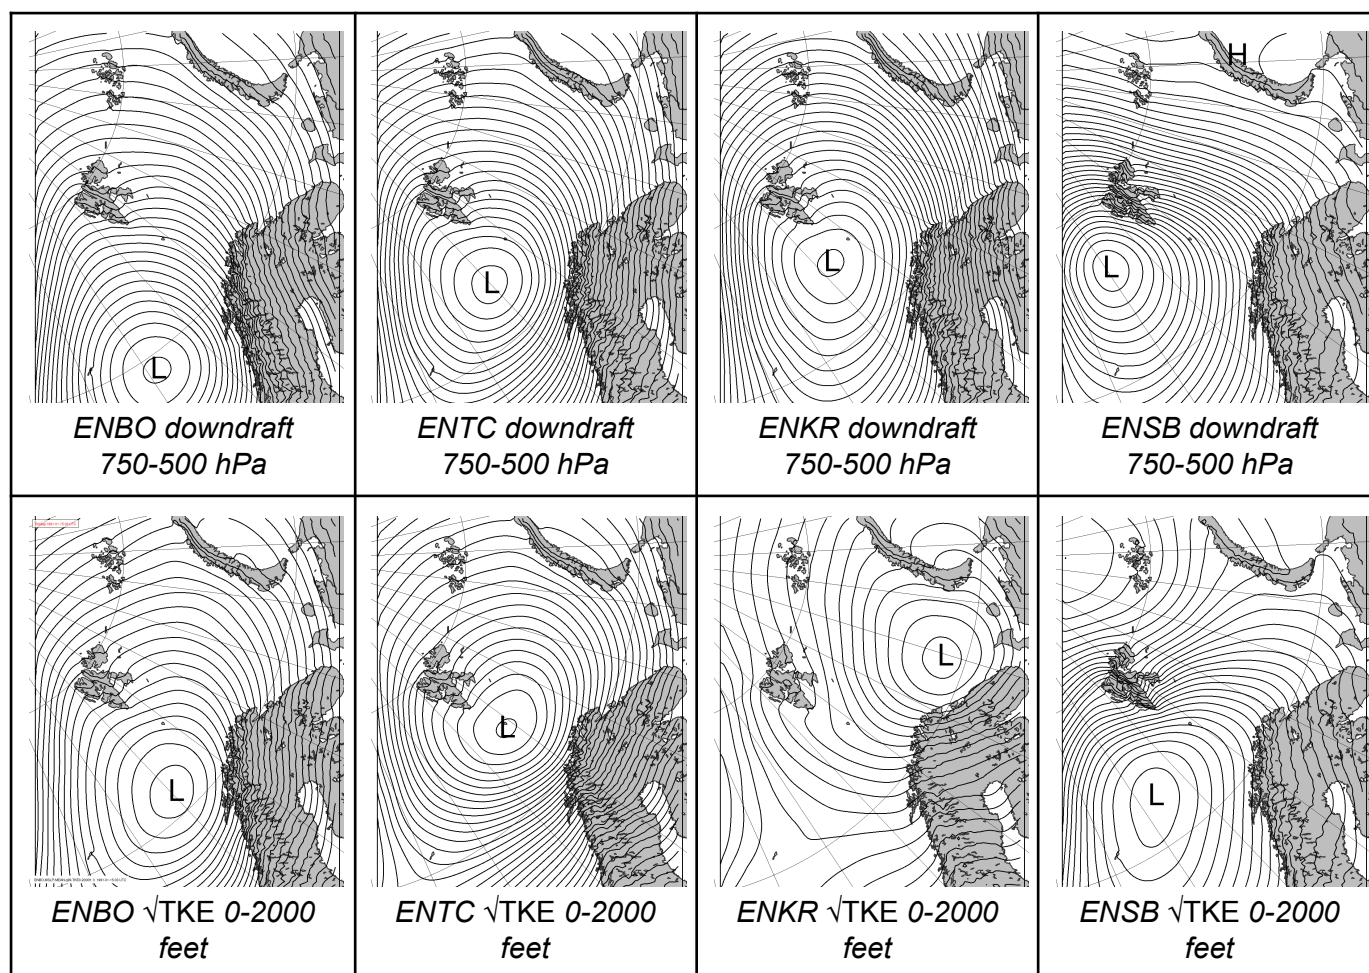 H
L
L
L
L
ENBO downdraft
750-500 hPa
ENTC downdraft
750-500 hPa
ENKR downdraft
750-500 hPa
ENSB downdraft
750-500 hPa
L
L
L
L
ENBO √TKE 0-2000
feet
ENTC √TKE 0-2000
feet
ENKR √TKE 0-2000
feet
ENSB √TKE 0-2000
feet